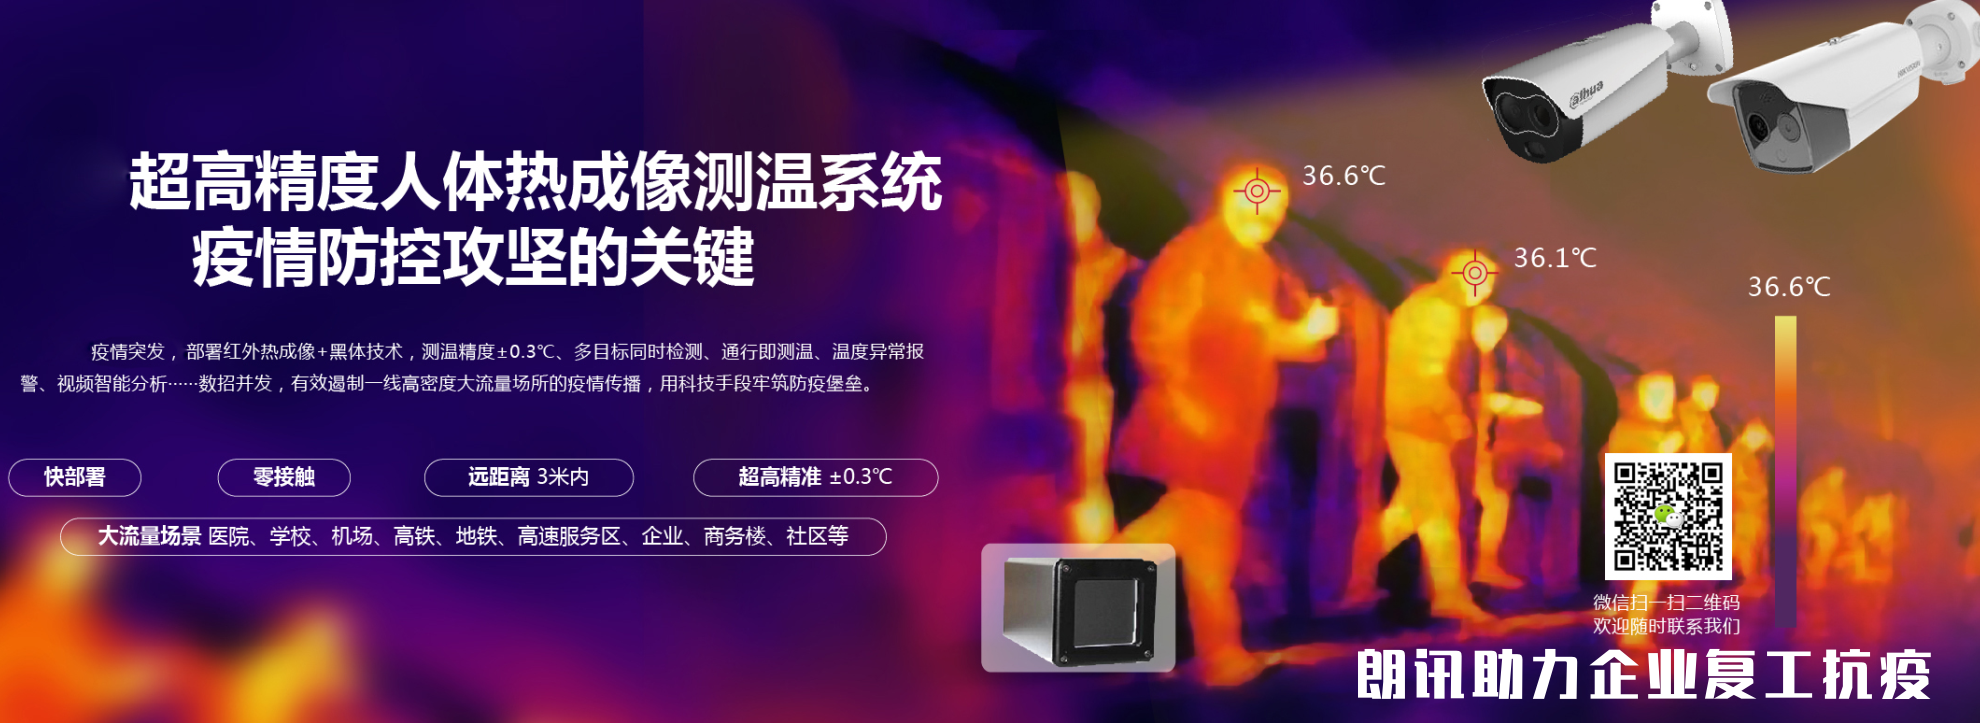 超高精度人体热成像测温系统
疫情防控攻坚的关键
疫情突发，部署红外热成像+黑体技术，测温精度±0.3℃、多目标同时检测、通行即测温、温度异常报
警、视频智能分析……数招并发，有效遏制一线高密度大流量场所的疫情传播，用科技手段牢筑防疫堡垒。
快部署
零接触
远距离 3米内
超高精准 ±0.3℃
大流量场景 医院、学校、机场、高铁、地铁、高速服务区、企业、商务楼、社区等
alhua
HIKVISION
36.6℃
36.1℃
36.6℃
微信扫一扫二维码
欢迎随时联系我们
朗讯助力企业复工抗疫